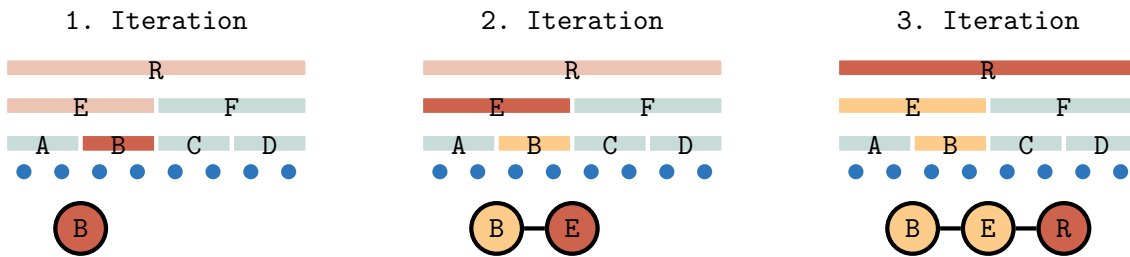 1. Iteration 2. Iteration 3. Iteration
R R R
E F E F E F
A B C D A B C D A B C D
B B E B E R